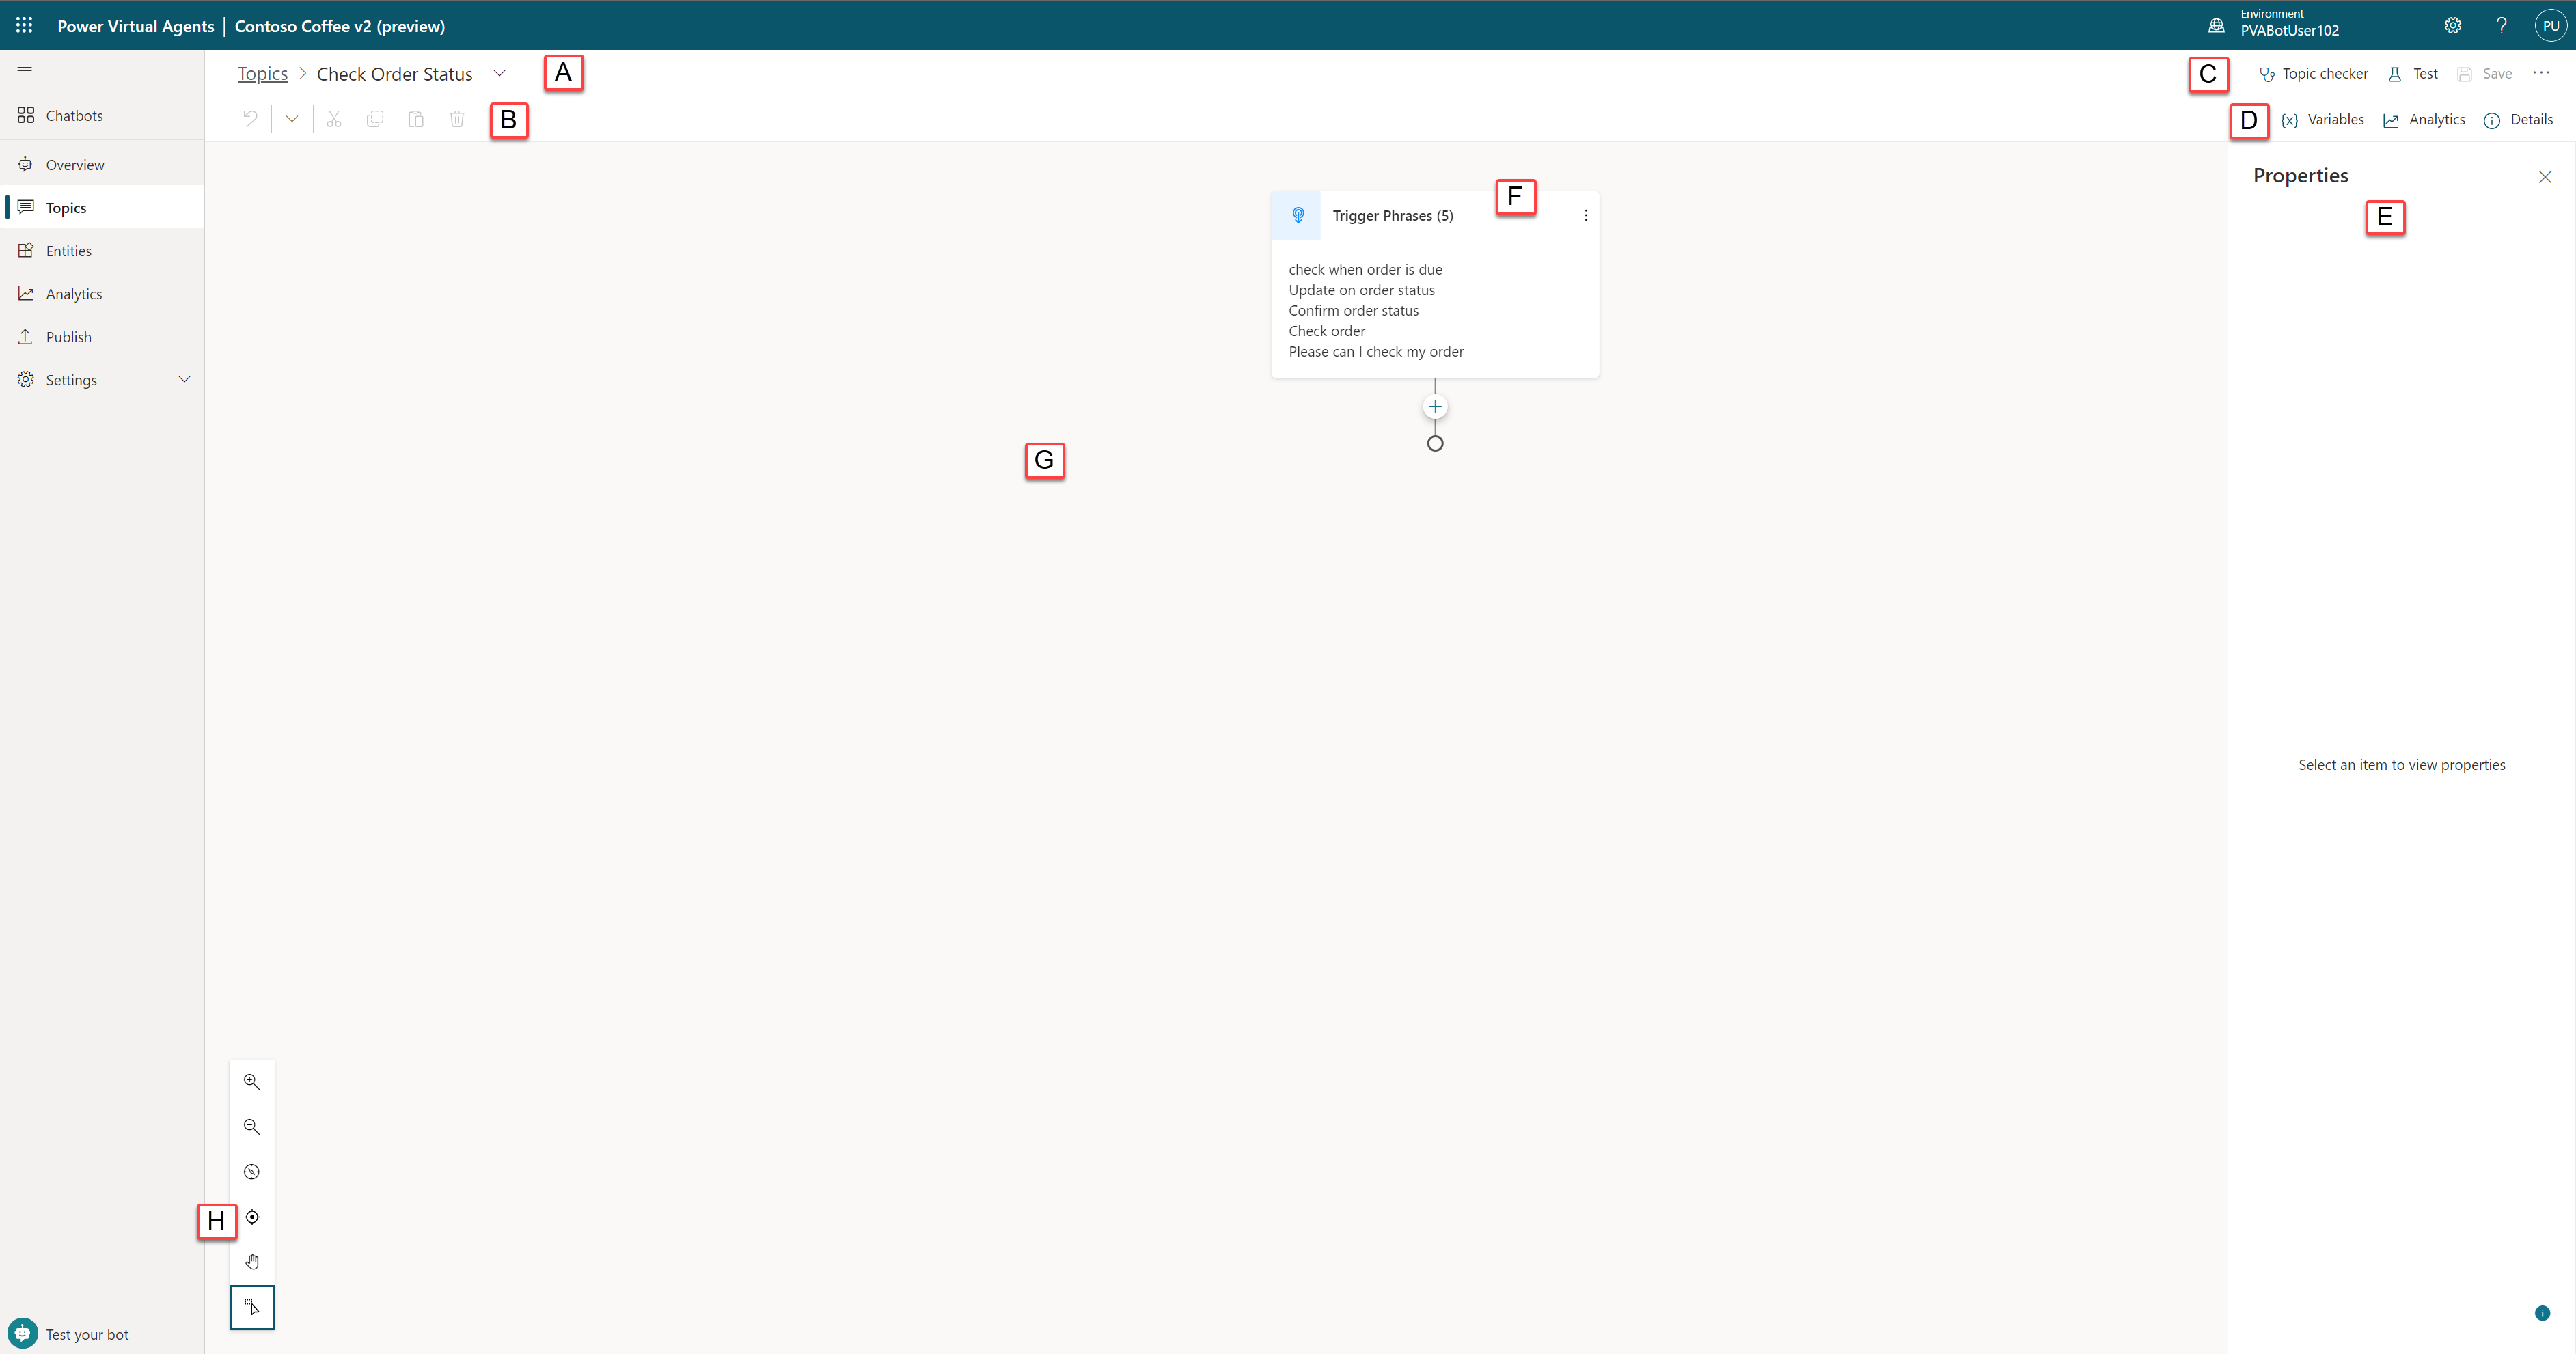 Power Virtual Agents | Contoso Coffee v2 (preview)
Environment
PVABotUser102
?
PU
Topics > Check Order Status
A
C
Topic checker
Test
Save
...
B
D
{x} Variables
Analytics
Details
Chatbots
Overview
Topics
Entities
Analytics
Publish
Settings
F
Trigger Phrases (5)
check when order is due
Update on order status
Confirm order status
Check order
Please can I check my order
G
Properties
E
Select an item to view properties
H
i
Test your bot